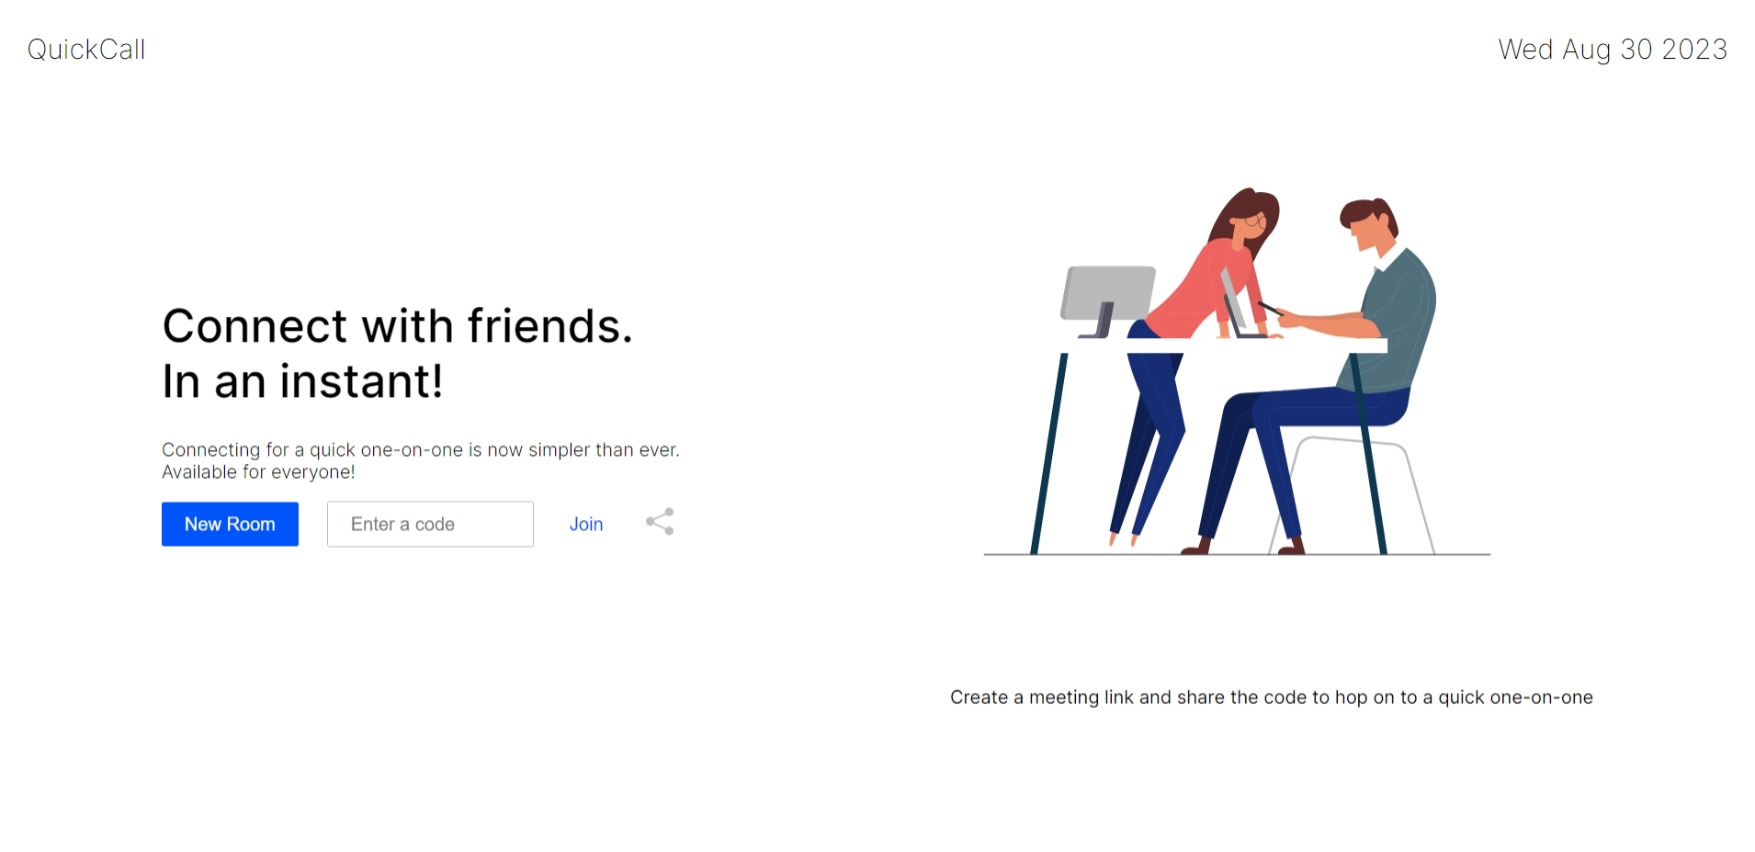 QuickCall
Wed Aug 30 2023
Connect with friends.
In an instant!
Connecting for a quick one-on-one is now simpler than ever.
Available for everyone!
New Room
Enter a code
Join
Create a meeting link and share the code to hop on to a quick one-on-one